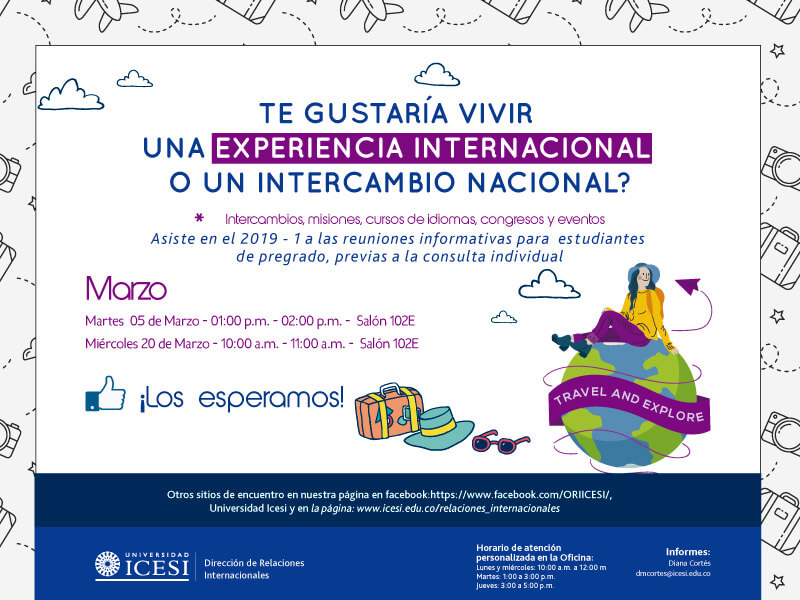 TE GUSTARÍA VIVIR
UNA EXPERIENCIA INTERNACIONAL
O UN INTERCAMBIO NACIONAL?
* Intercambios, misiones, cursos de idiomas, congresos y eventos
Asiste en el 2019 - 1 a las reuniones informativas para estudiantes
de pregrado, previas a la consulta individual
Marzo
Martes 05 de Marzo - 01:00 p.m. - 02:00 p.m. - Salón 102E
Miércoles 20 de Marzo - 10:00 a.m. - 11:00 a.m. - Salón 102E
¡Los esperamos!
TRAVEL AND EXPLORE
Otros sitios de encuentro en nuestra página en facebook:https://www.facebook.com/ORIICESI/,
Universidad Icesi y en la página: www.icesi.edu.co/relaciones_internacionales
UNIVERSIDAD
ICESI
Dirección de Relaciones
Internacionales
Horario de atención
personalizada en la Oficina:
Lunes y miércoles: 10:00 a.m. a 12:00 m
Martes: 1:00 a 3:00 p.m.
Jueves: 3:00 a 5:00 p.m.
Informes:
Diana Cortés
dmcortes@icesi.edu.co